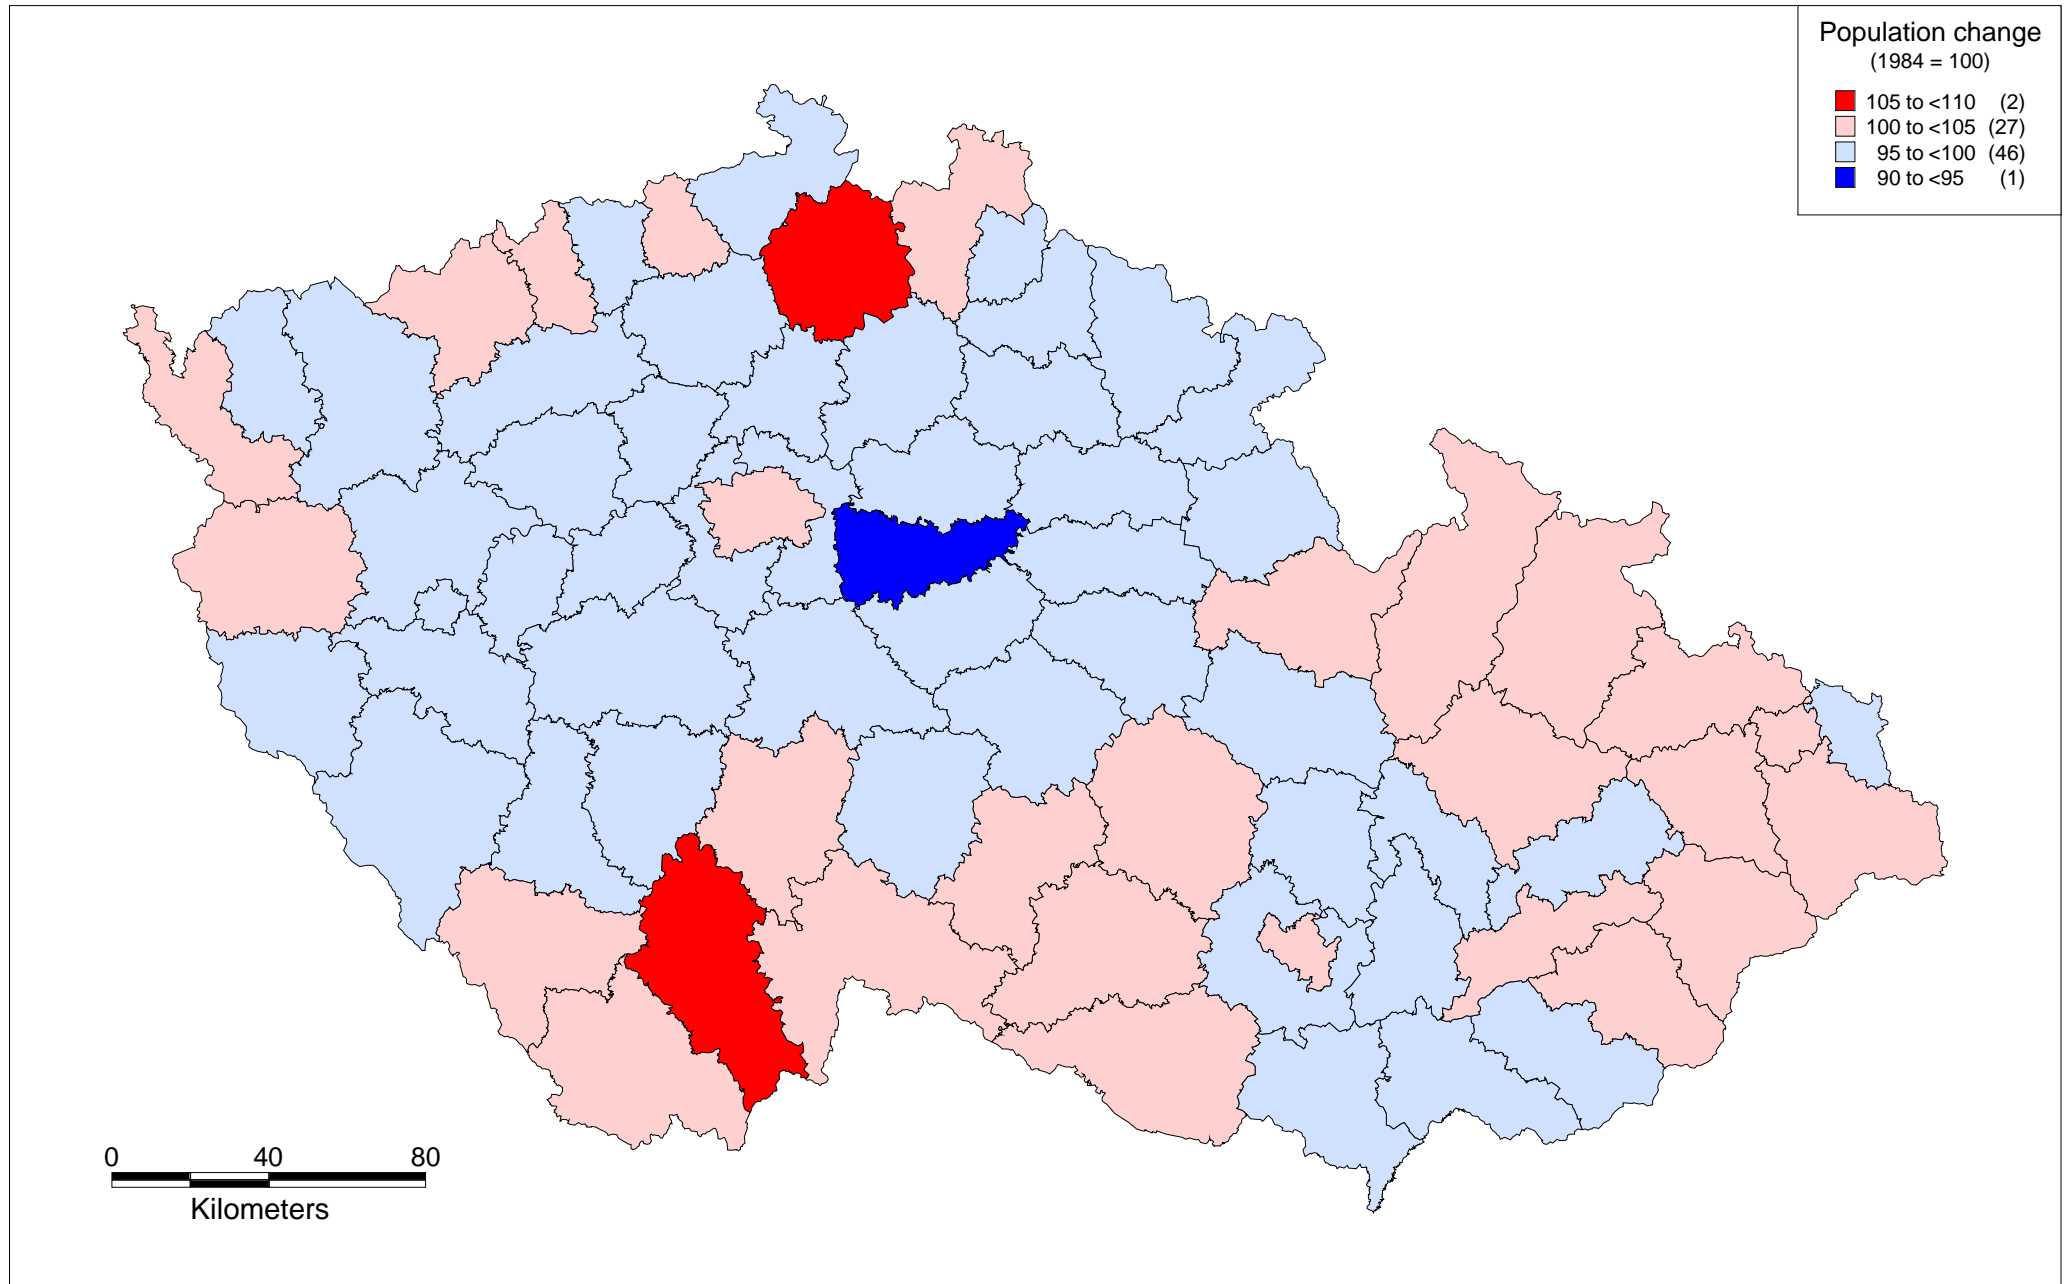 Population change
(1984 = 100)
105 to <110 (2)
100 to <105 (27)
95 to <100 (46)
90 to <95 (1)
0 40 80
Kilometers